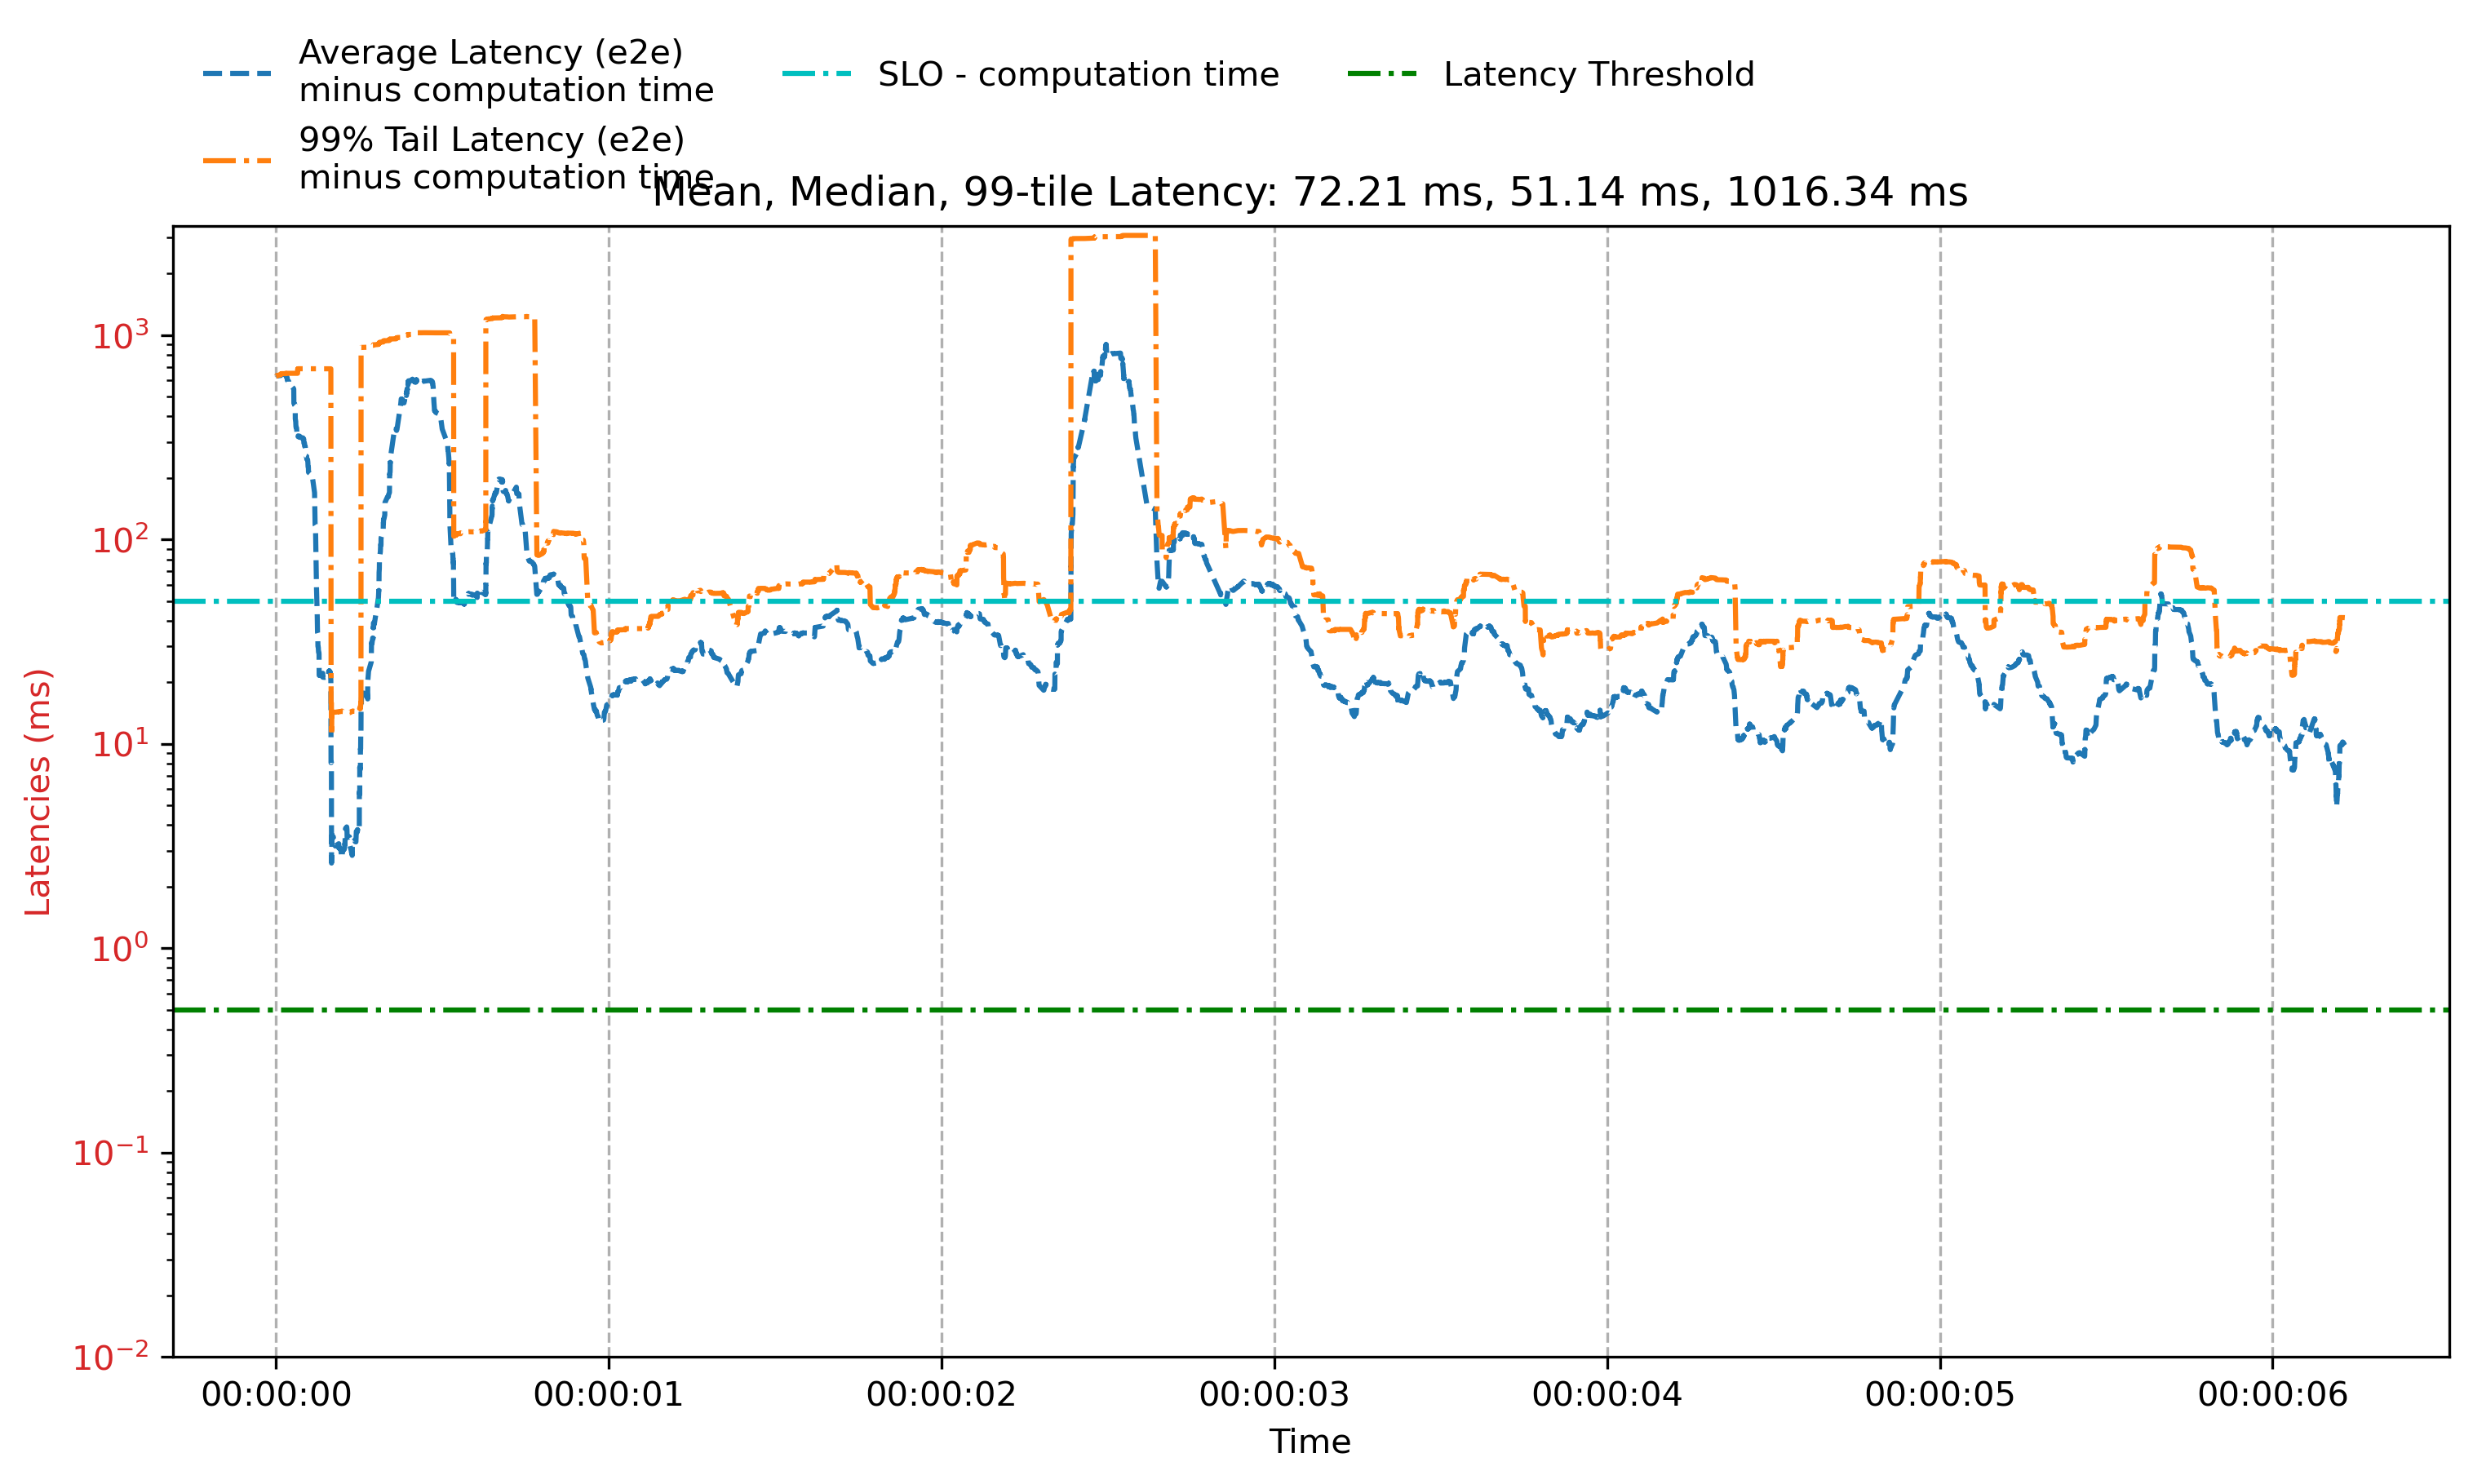 Average Latency (e2e)
minus computation time
99% Tail Latency (e2e)
minus computation time
SLO - computation time
Latency Threshold
Mean, Median, 99-tile Latency: 72.21 ms, 51.14 ms, 1016.34 ms
Latencies (ms)
10³
10²
10¹
10⁰
10⁻¹
10⁻²
00:00:00 00:00:01 00:00:02 00:00:03 00:00:04 00:00:05 00:00:06
Time